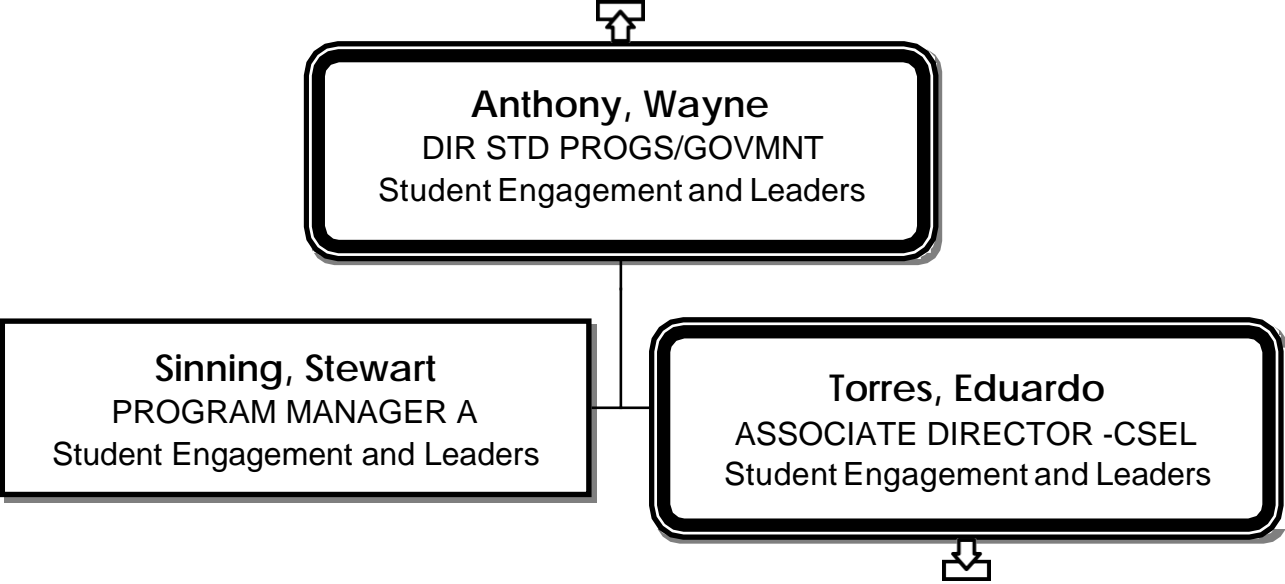 Anthony, Wayne
DIR STD PROGS/GOVMNT
Student Engagement and Leaders
Sinning, Stewart
PROGRAM MANAGER A
Student Engagement and Leaders
Torres, Eduardo
ASSOCIATE DIRECTOR -CSEL
Student Engagement and Leaders